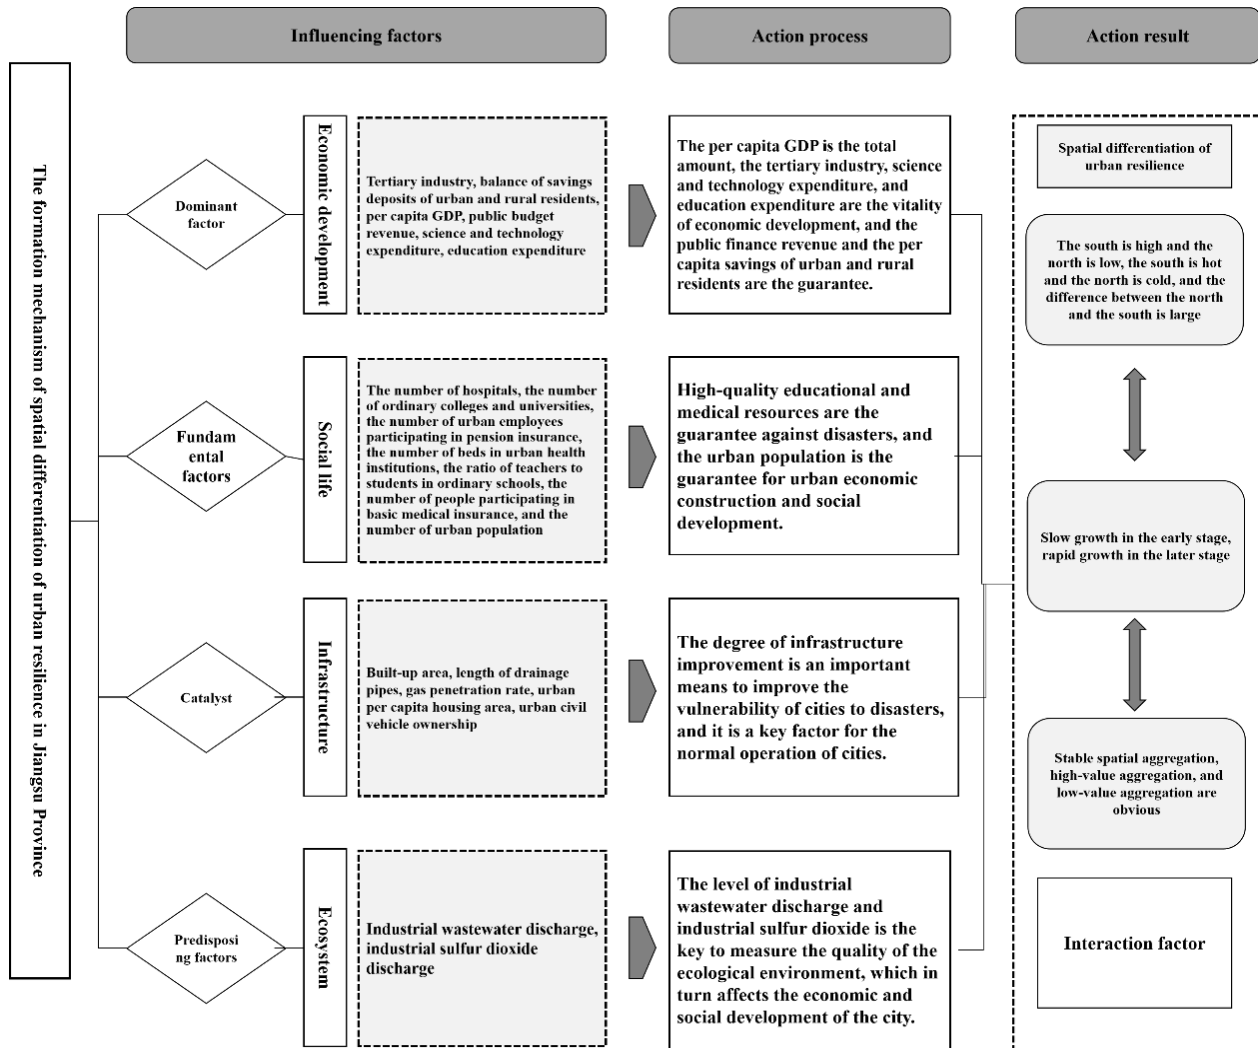 Influencing factors
Action process
Action result
The formation mechanism of spatial differentiation of urban resilience in Jiangsu Province
Dominant
factor
Economic development
Tertiary industry, balance of savings
deposits of urban and rural residents,
per capita GDP, public budget
revenue, science and technology
expenditure, education expenditure
The per capita GDP is the total
amount, the tertiary industry, science
and technology expenditure, and
education expenditure are the vitality
of economic development, and the
public finance revenue and the per
capita savings of urban and rural
residents are the guarantee.
Fundam
ental
factors
Social life
The number of hospitals, the number
of ordinary colleges and universities,
the number of urban employees
participating in pension insurance,
the number of beds in urban health
institutions, the ratio of teachers to
students in ordinary schools, the
number of people participating in
basic medical insurance, and the
number of urban population
High-quality educational and
medical resources are the
guarantee against disasters, and
the urban population is the
guarantee for urban economic
construction and social
development.
Catalyst
Infrastructure
Built-up area, length of drainage
pipes, gas penetration rate, urban
per capita housing area, urban civil
vehicle ownership
The degree of infrastructure
improvement is an important
means to improve the
vulnerability of cities to disasters,
and it is a key factor for the
normal operation of cities.
Predisposi
ng factors
Ecosystem
Industrial wastewater discharge,
industrial sulfur dioxide
discharge
The level of industrial
wastewater discharge and
industrial sulfur dioxide is the
key to measure the quality of the
ecological environment, which in
turn affects the economic and
social development of the city.
Spatial differentiation of
urban resilience
The south is high and the
north is low, the south is hot
and the north is cold, and the
difference between the north
and the south is large
Slow growth in the early stage,
rapid growth in the later stage
Stable spatial aggregation,
high-value aggregation, and
low-value aggregation are
obvious
Interaction factor